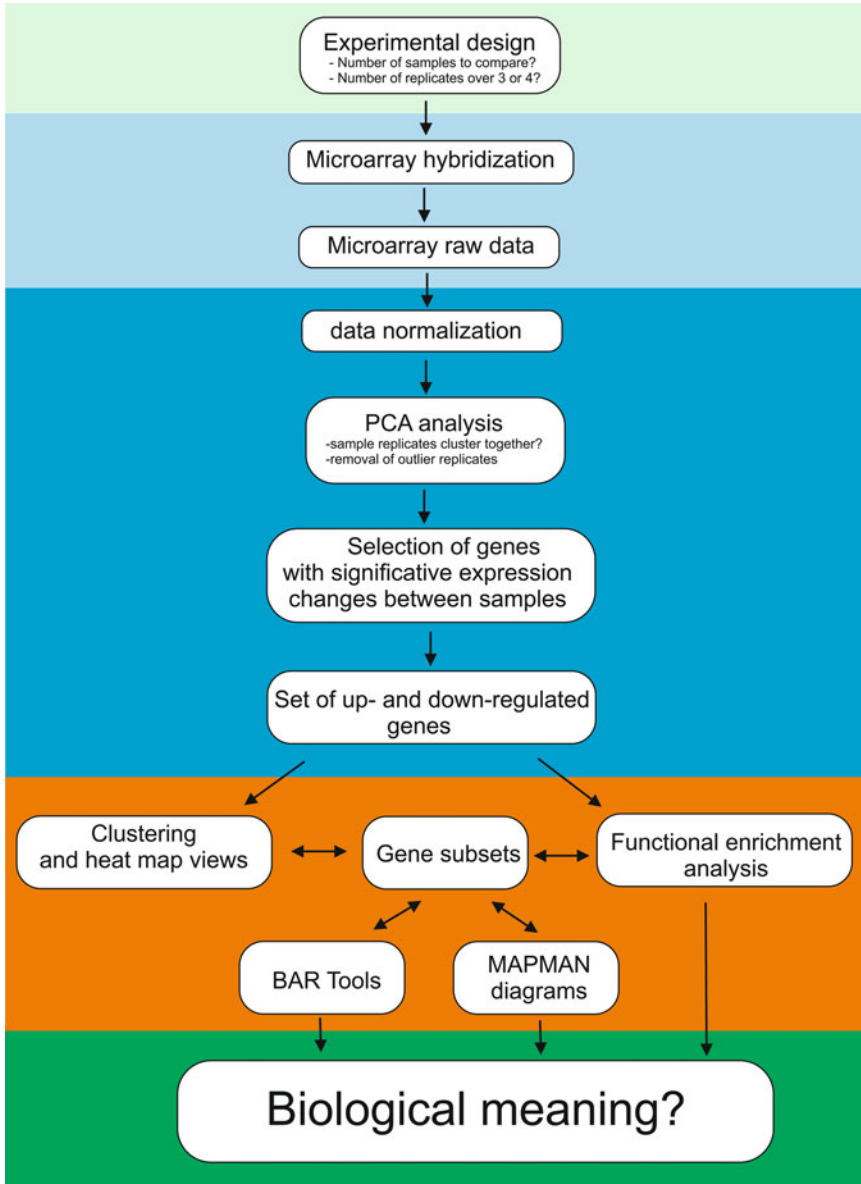 Experimental design
- Number of samples to compare?
- Number of replicates over 3 or 4?
Microarray hybridization
Microarray raw data
data normalization
PCA analysis
-sample replicates cluster together?
-removal of outlier replicates
Selection of genes
with significative expression
changes between samples
Set of up- and down-regulated
genes
Clustering
and heat map views
Gene subsets
Functional enrichment
analysis
BAR Tools
MAPMAN
diagrams
Biological meaning?